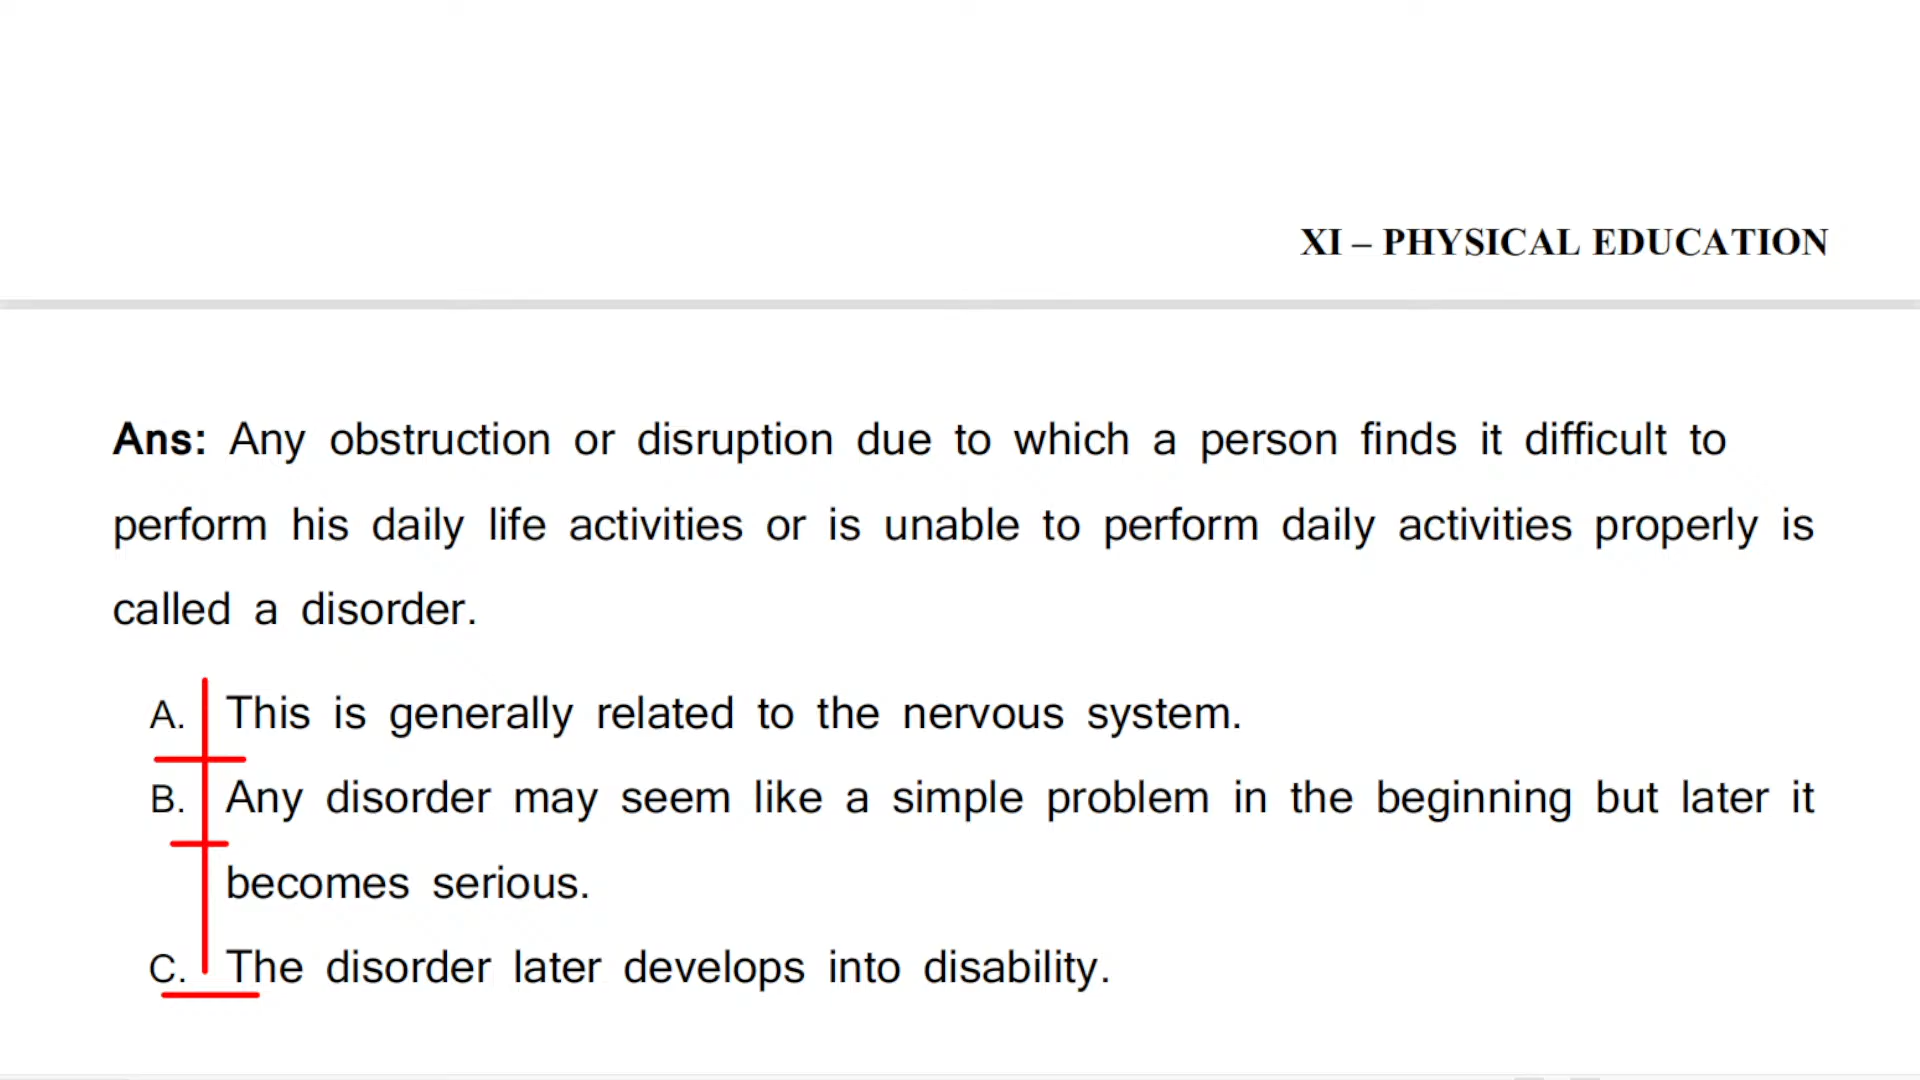 XI – PHYSICAL EDUCATION
Ans: Any obstruction or disruption due to which a person finds it difficult to
perform his daily life activities or is unable to perform daily activities properly is
called a disorder.
A. This is generally related to the nervous system.
B. Any disorder may seem like a simple problem in the beginning but later it
becomes serious.
C. The disorder later develops into disability.